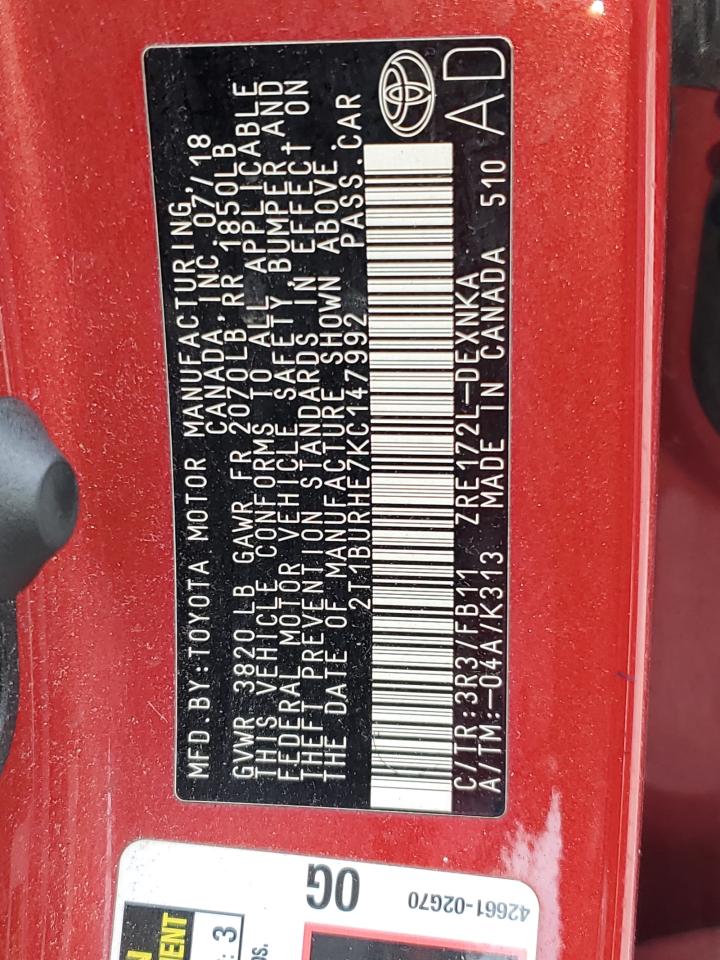 MFD.BY:TOYOTA MOTOR MANUFACTURING,
CANADA,INC. 07/18
GVWR 3820 LB GAWR FR 2070LB RR 1850LB
THIS VEHICLE CONFORMS TO ALL APPLICABLE
FEDERAL MOTOR VEHICLE SAFETY, BUMPER, AND
THEFT PREVENTION STANDARDS IN EFFECT ON
THE DATE OF MANUFACTURE SHOWN ABOVE.
2T1BURHE7KC147992 PASS.CAR
C/TR:3R3/FB11 ZRE172L-DEXNKA
A/TM:-04A/K313 MADE IN CANADA 510
AD
0G
42661-02G70
3